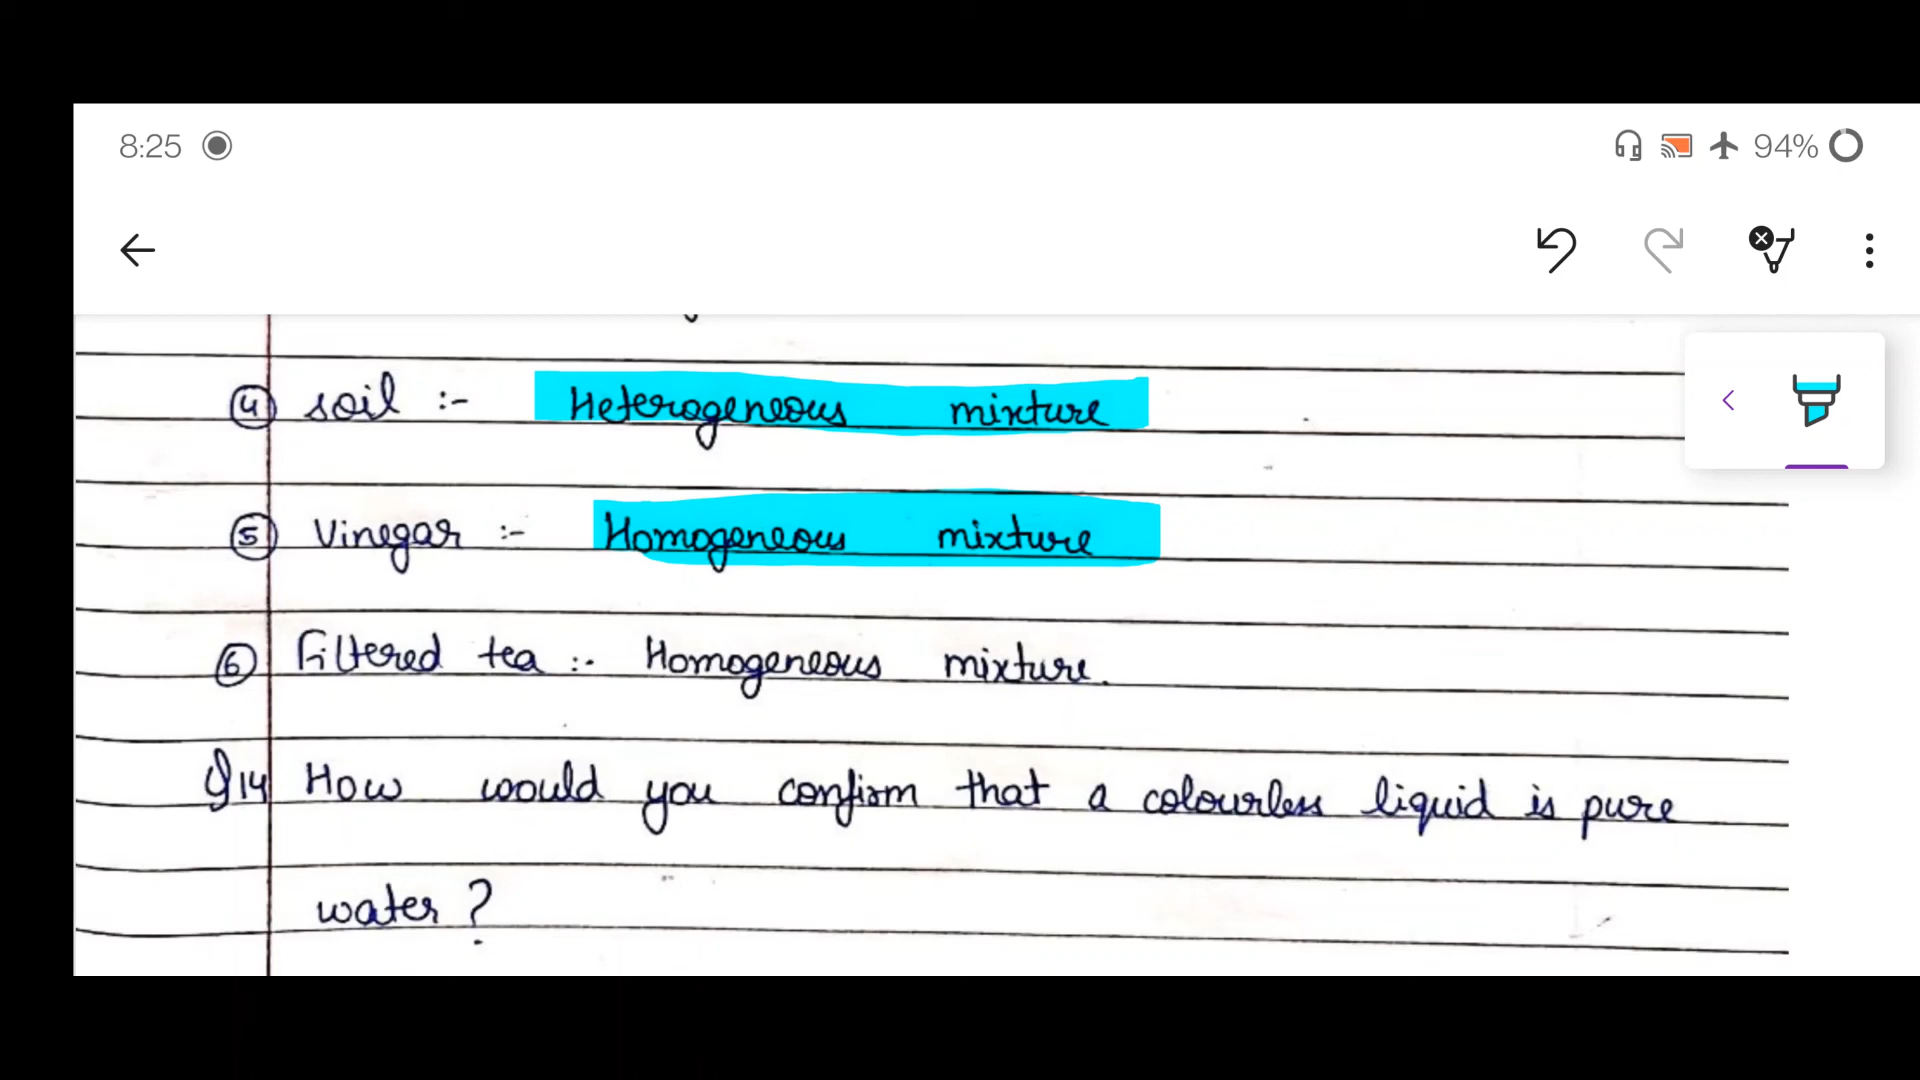 8:25 94%
④ soil :- Heterogeneous mixture
⑤ Vinegar :- Homogeneous mixture
⑥ Filtered tea :- Homogeneous mixture.
Q14 How would you confirm that a colourless liquid is pure
water ?